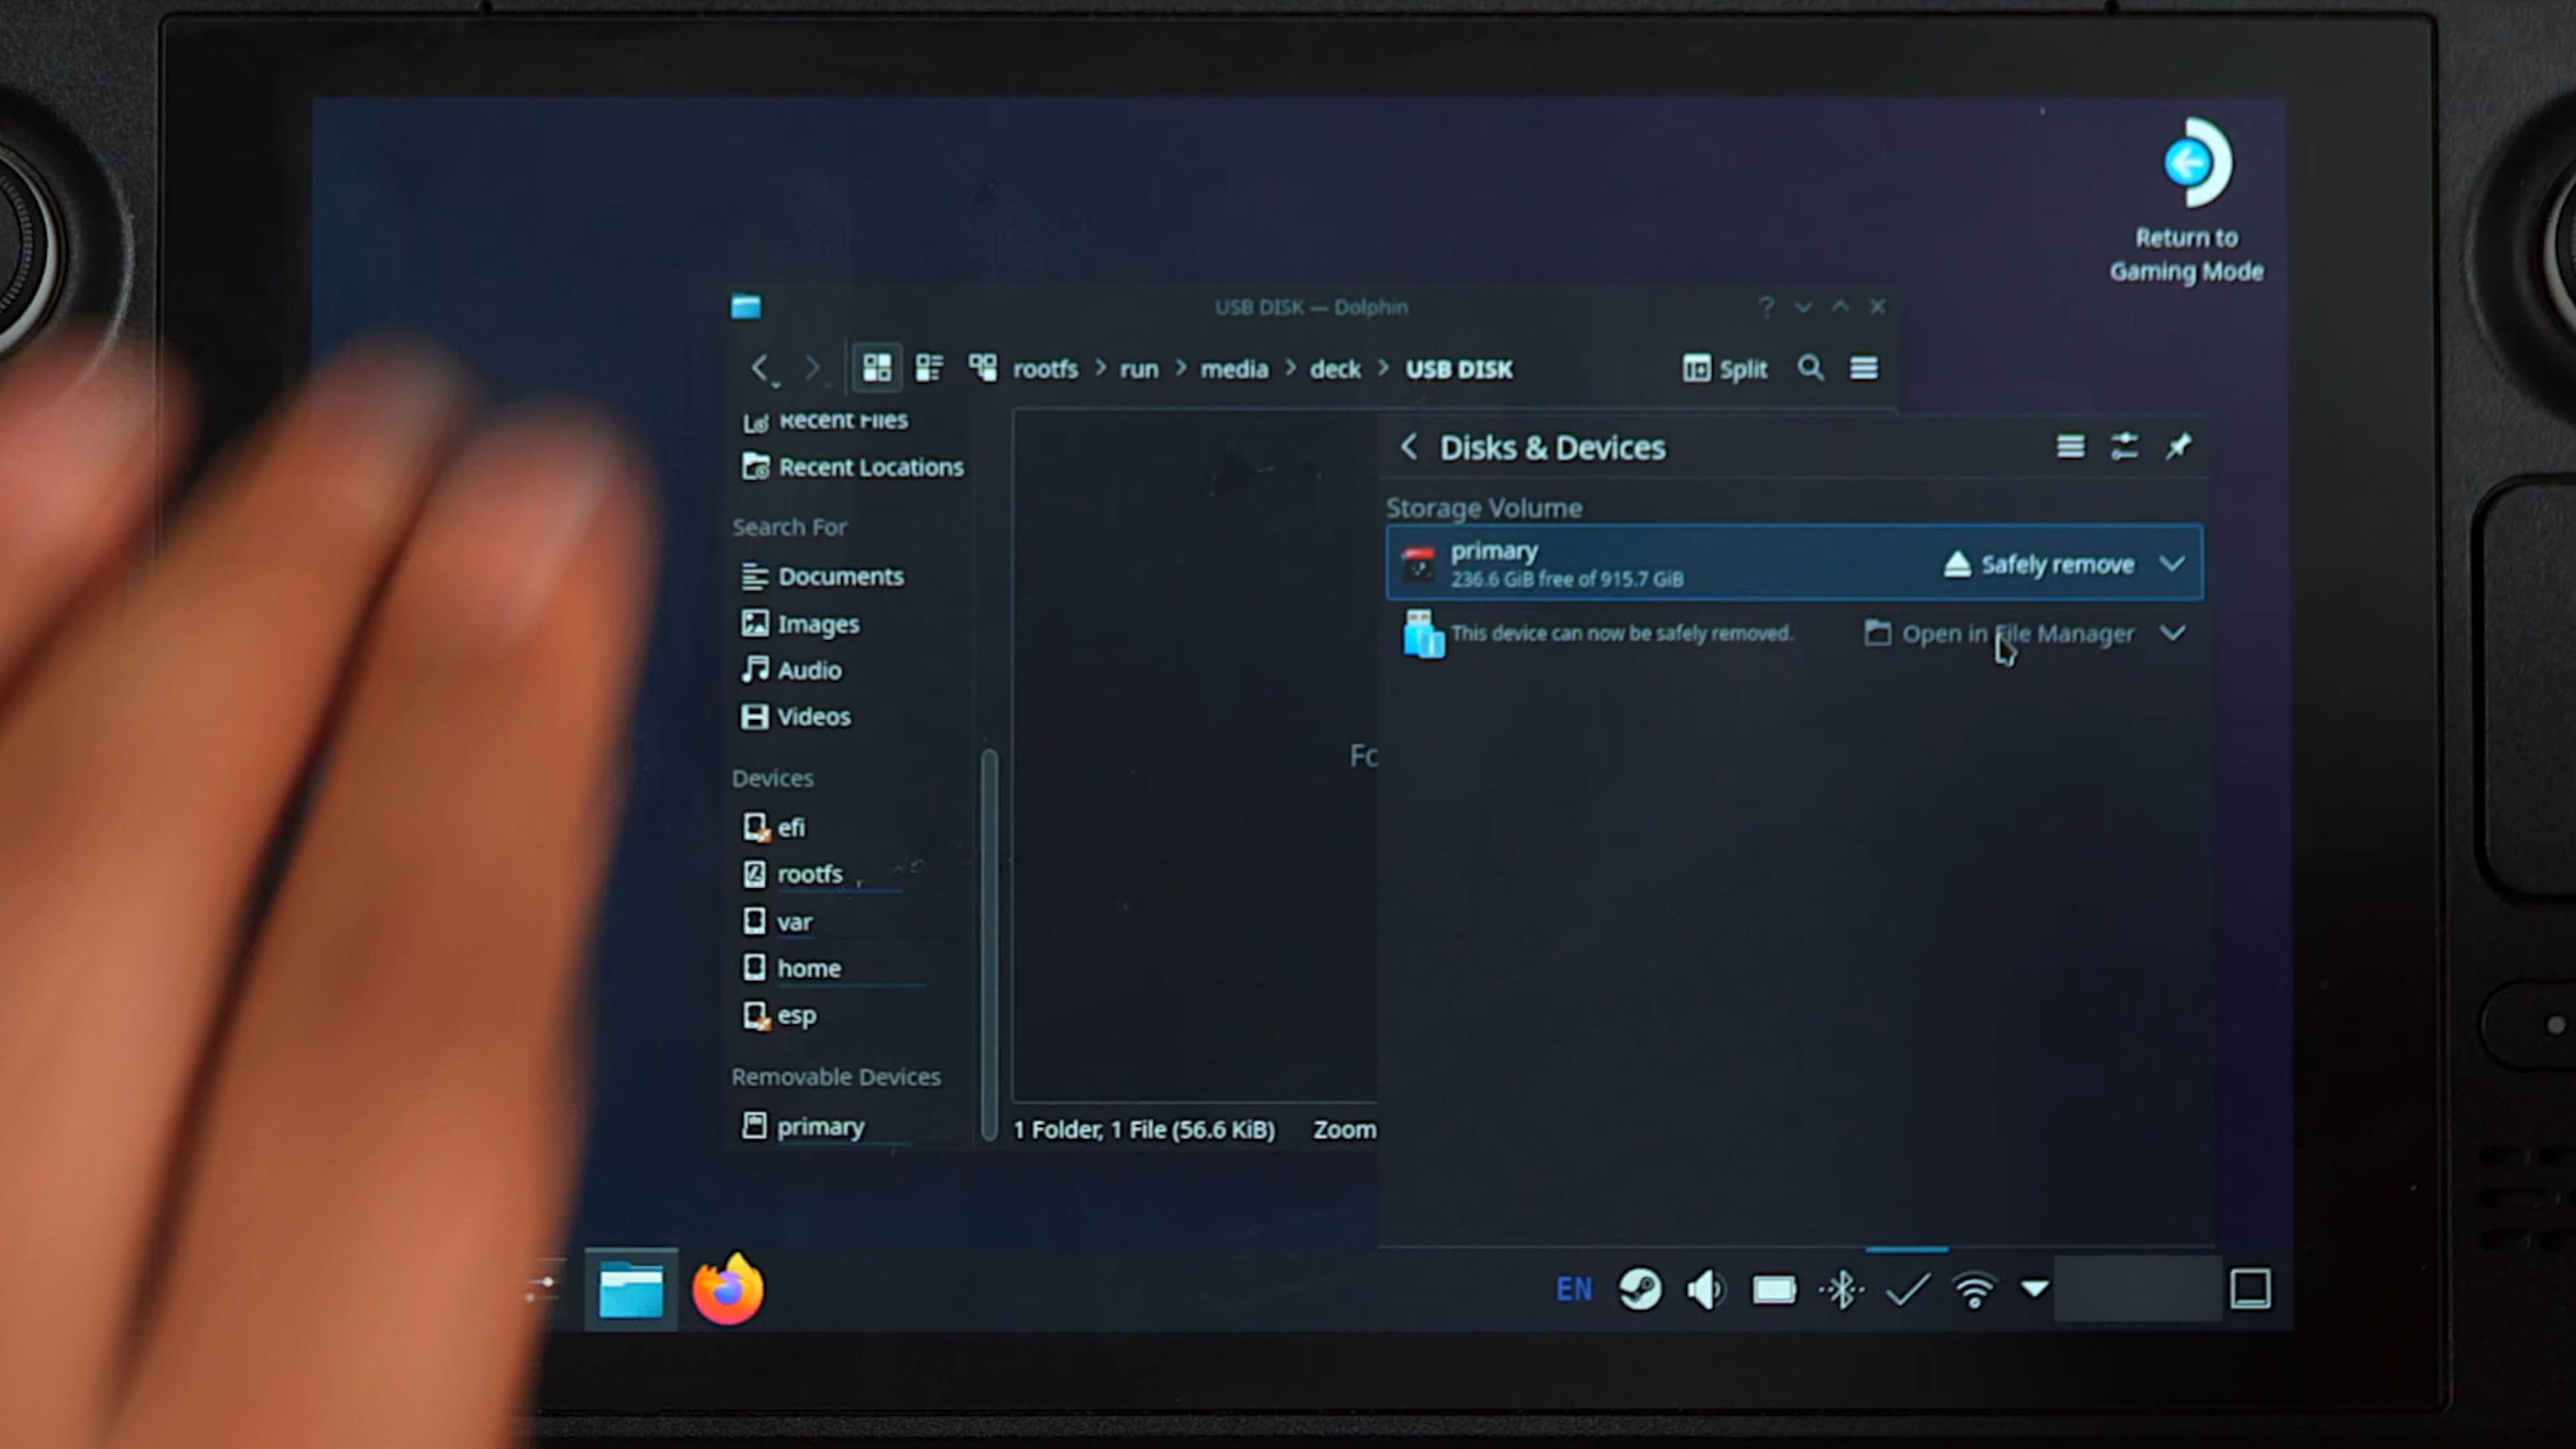 Return to
Gaming Mode
USB DISK — Dolphin
rootfs > run > media > deck > USB DISK
Split
Recent Files
Recent Locations
Search For
Documents
Images
Audio
Videos
Devices
efi
rootfs
var
home
esp
Removable Devices
primary
Fo
1 Folder, 1 File (56.6 KiB)
Zoom
Disks & Devices
Storage Volume
primary
236.6 GiB free of 915.7 GiB
Safely remove
This device can now be safely removed.
Open in File Manager
EN